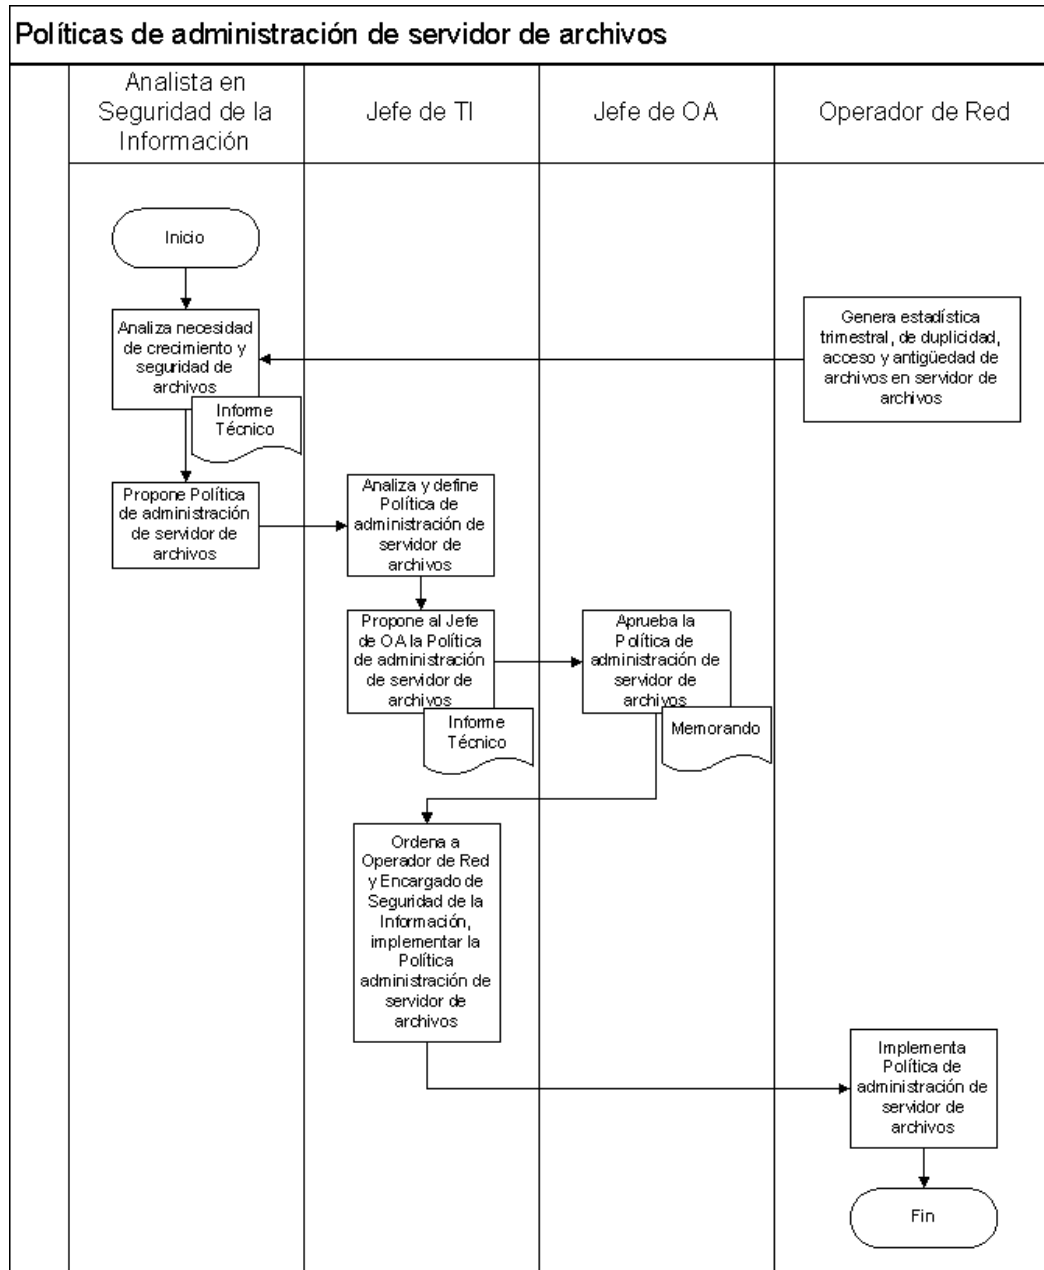 Políticas de administración de servidor de archivos
Analista en
Seguridad de la
Información
Jefe de TI
Jefe de OA
Operador de Red
Inicio
Genera estadística
trimestral, de duplicidad,
acceso y antigüedad de
archivos en servidor de
archivos
Analiza necesidad
de crecimiento y
seguridad de
archivos
Informe
Técnico
Propone Política
de administración
de servidor de
archivos
Analiza y define
Política de
administración de
servidor de
archivos
Propone al Jefe
de OA la Política
de administración
de servidor de
archivos
Informe
Técnico
Aprueba la
Política de
administración de
servidor de
archivos
Memorando
Ordena a
Operador de Red
y Encargado de
Seguridad de la
Información,
implementar la
Política
administración de
servidor de
archivos
Implementa
Política de
administración de
servidor de
archivos
Fin